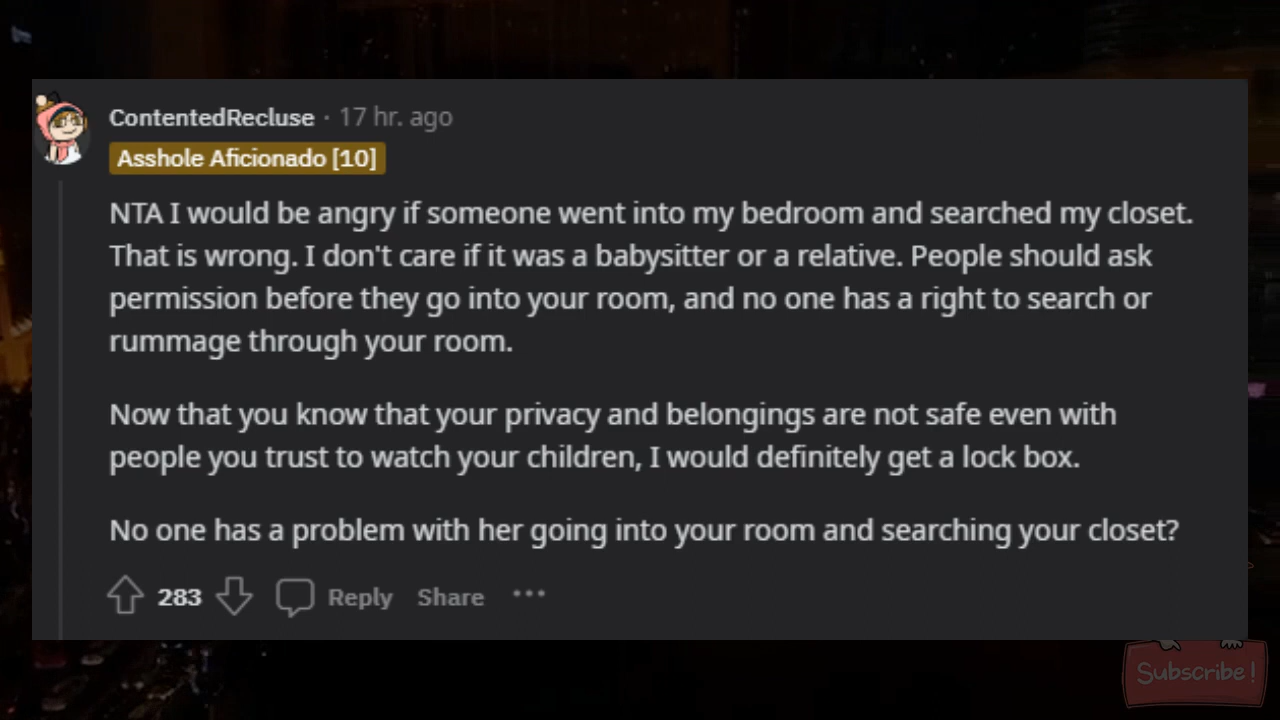 ContentedRecluse · 17 hr. ago
Asshole Aficionado [10]
NTA I would be angry if someone went into my bedroom and searched my closet.
That is wrong. I don't care if it was a babysitter or a relative. People should ask
permission before they go into your room, and no one has a right to search or
rummage through your room.
Now that you know that your privacy and belongings are not safe even with
people you trust to watch your children, I would definitely get a lock box.
No one has a problem with her going into your room and searching your closet?
283 Reply Share ···
Subscribe!